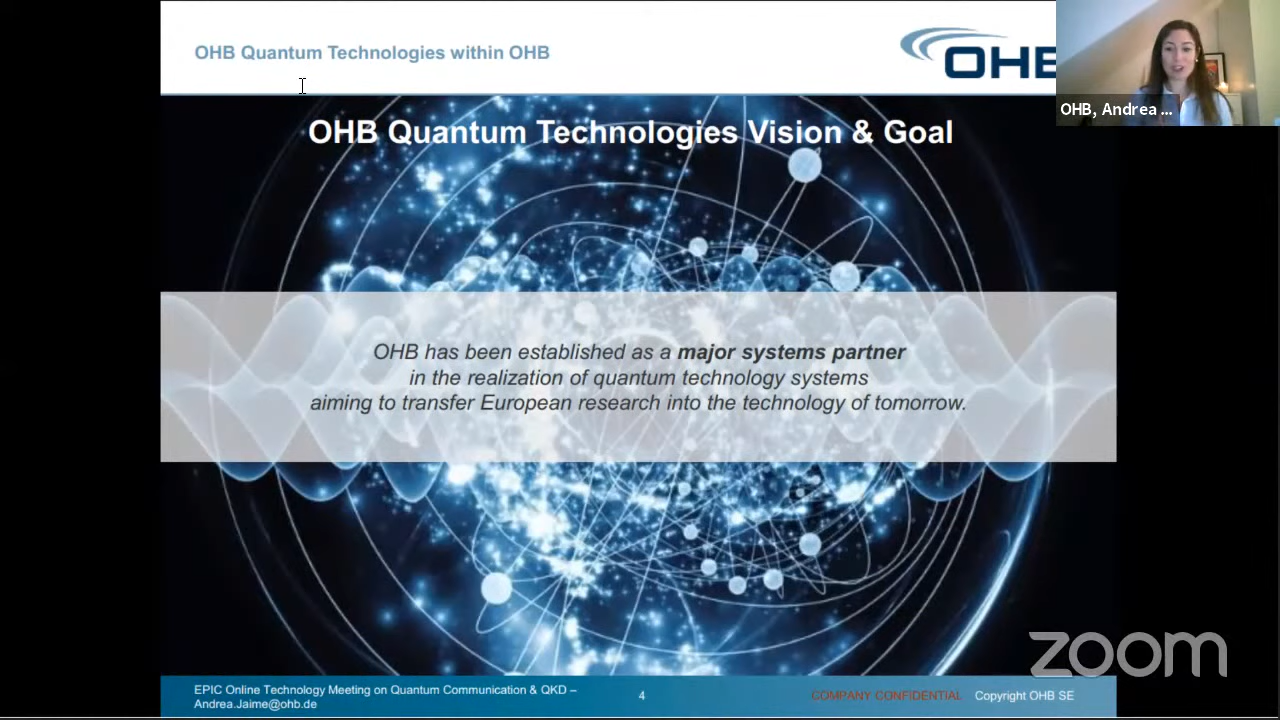 OHB Quantum Technologies within OHB
OHB
OHB, Andrea ...
OHB Quantum Technologies Vision & Goal
OHB has been established as a major systems partner
in the realization of quantum technology systems
aiming to transfer European research into the technology of tomorrow.
zoom
EPIC Online Technology Meeting on Quantum Communication & QKD –
Andrea.Jaime@ohb.de
4
COMPANY CONFIDENTIAL Copyright OHB SE